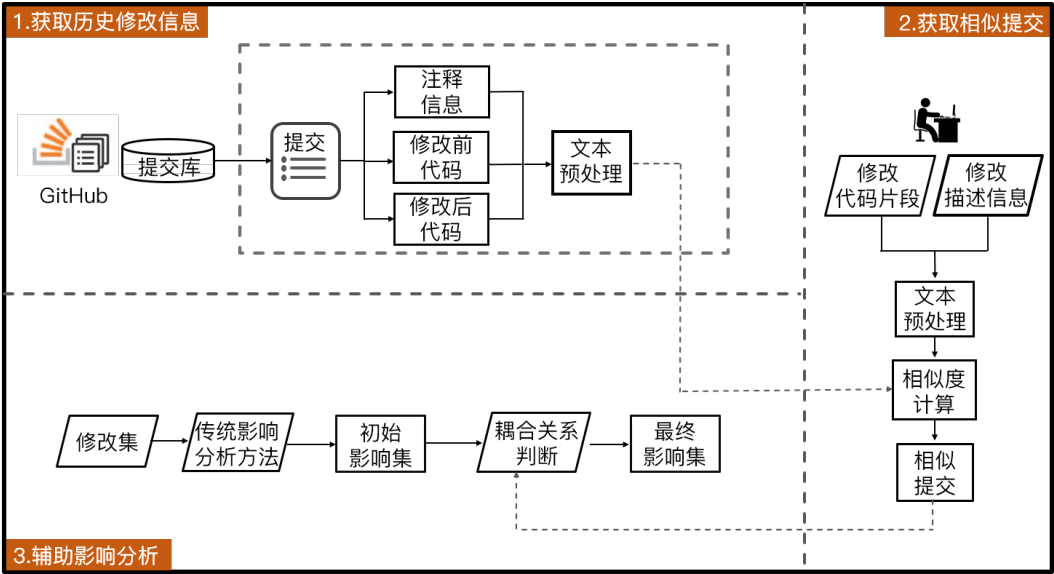 1.获取历史修改信息
GitHub
提交库
提交
注释
信息
修改前
代码
修改后
代码
文本
预处理
2.获取相似提交
修改
代码片段
修改
描述信息
文本
预处理
相似度
计算
相似
提交
修改集
传统影响
分析方法
初始
影响集
耦合关系
判断
最终
影响集
3.辅助影响分析